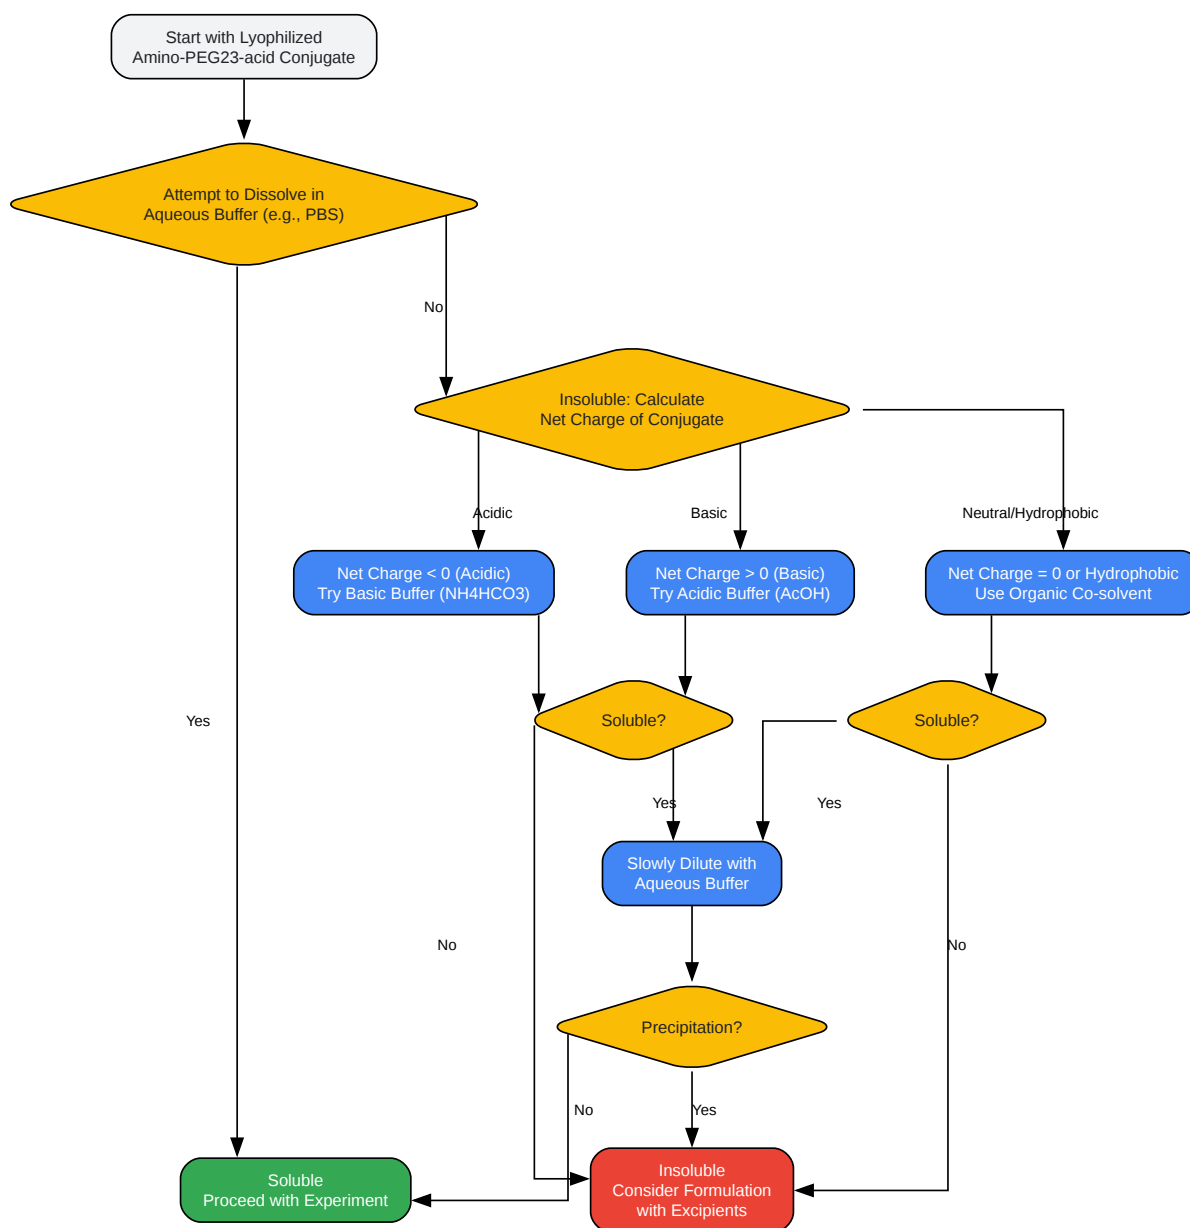 Start with Lyophilized
Amino-PEG23-acid Conjugate
Attempt to Dissolve in
Aqueous Buffer (e.g., PBS)
No
Insoluble: Calculate
Net Charge of Conjugate
Acidic
Basic
Neutral/Hydrophobic
Net Charge < 0 (Acidic)
Try Basic Buffer (NH4HCO3)
Net Charge > 0 (Basic)
Try Acidic Buffer (AcOH)
Net Charge = 0 or Hydrophobic
Use Organic Co-solvent
Yes
Soluble?
Soluble?
Yes
Yes
Slowly Dilute with
Aqueous Buffer
No
No
Precipitation?
No
Yes
Soluble
Proceed with Experiment
Insoluble
Consider Formulation
with Excipients